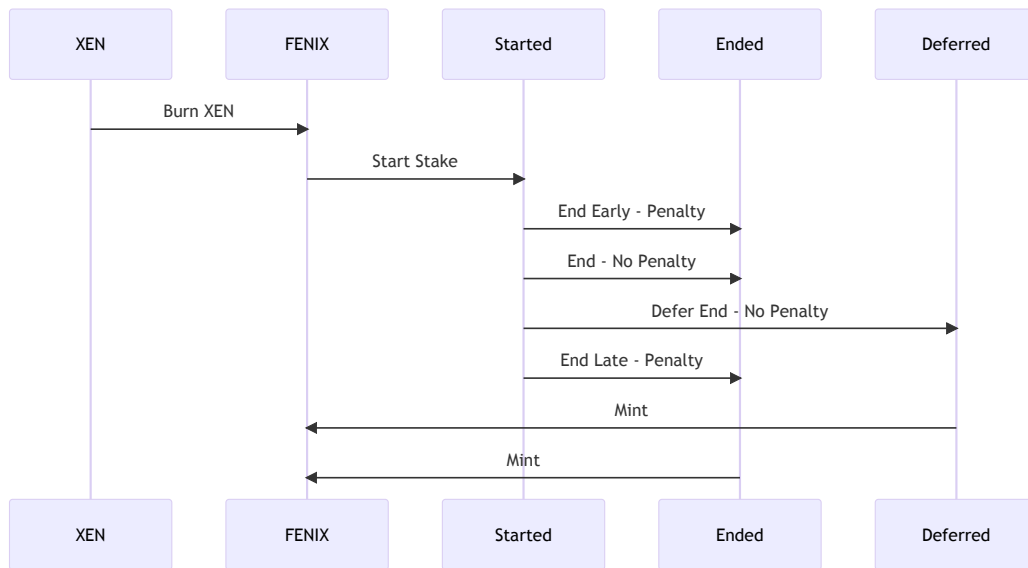 XEN
FENIX
Started
Ended
Deferred
Burn XEN
Start Stake
End Early - Penalty
End - No Penalty
Defer End - No Penalty
End Late - Penalty
Mint
Mint
XEN
FENIX
Started
Ended
Deferred